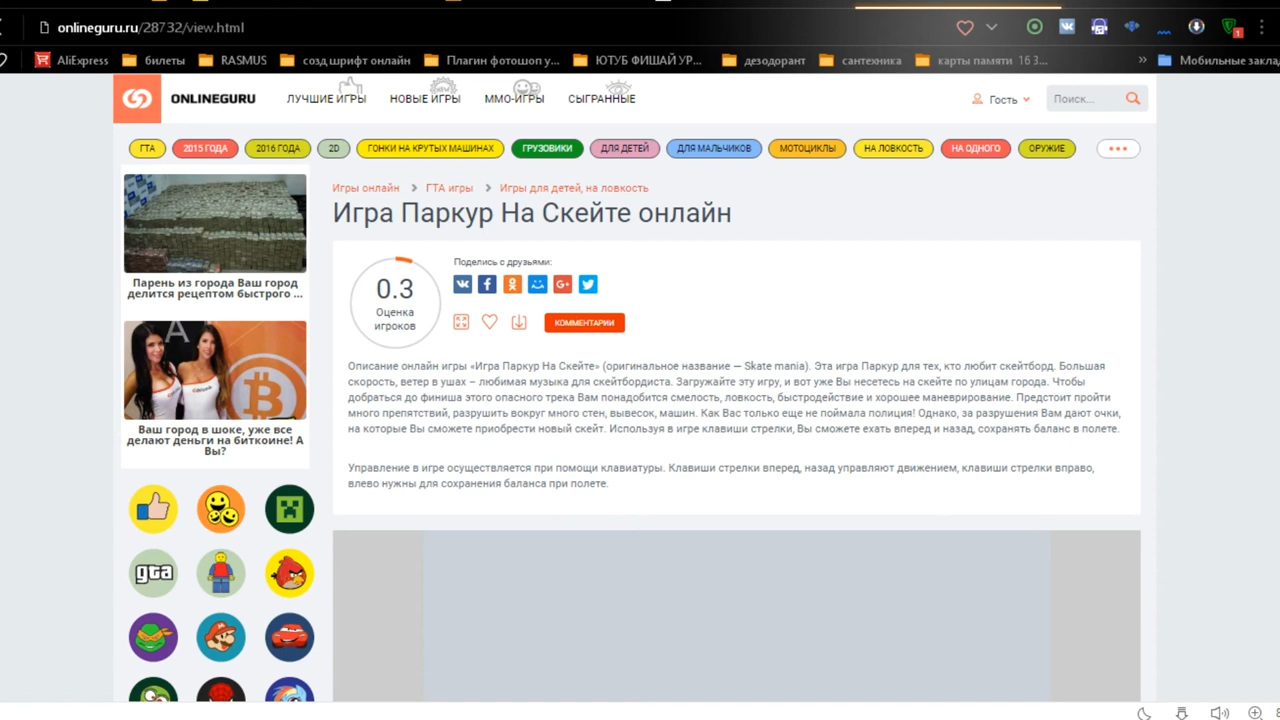 onlineguru.ru/28732/view.html
1
AliExpress
билеты
RASMUS
созд шрифт онлайн
Плагин фотошоп у...
ЮТУБ ФИШАЙ УР...
дезодорант
сантехника
карты памяти 16 3...
»
Мобильные заклад
ONLINEGURU
ЛУЧШИЕ ИГРЫ
НОВЫЕ ИГРЫ
ММО-ИГРЫ
СЫГРАННЫЕ
Гость
Поиск...
ГТА
2015 ГОДА
2016 ГОДА
2D
ГОНКИ НА КРУТЫХ МАШИНАХ
ГРУЗОВИКИ
ДЛЯ ДЕТЕЙ
ДЛЯ МАЛЬЧИКОВ
МОТОЦИКЛЫ
НА ЛОВКОСТЬ
НА ОДНОГО
ОРУЖИЕ
Парень из города Ваш город
делится рецептом быстрого ...
Ваш город в шоке, уже все
делают деньги на биткоине! А
Вы?
gta
Игры онлайн > ГТА игры > Игры для детей, на ловкость
Игра Паркур На Скейте онлайн
0.3
Оценка
игроков
Поделись с друзьями:
КОММЕНТАРИИ
Описание онлайн игры «Игра Паркур На Скейте» (оригинальное название — Skate mania). Эта игра Паркур для тех, кто любит скейтборд. Большая
скорость, ветер в ушах – любимая музыка для скейтбордиста. Загружайте эту игру, и вот уже Вы несетесь на скейте по улицам города. Чтобы
добраться до финиша этого опасного трека Вам понадобится смелость, ловкость, быстродействие и хорошее маневрирование. Предстоит пройти
много препятствий, разрушить вокруг много стен, вывесок, машин. Как Вас только еще не поймала полиция! Однако, за разрушения Вам дают очки,
на которые Вы сможете приобрести новый скейт. Используя в игре клавиши стрелки, Вы сможете ехать вперед и назад, сохранять баланс в полете.
Управление в игре осуществляется при помощи клавиатуры. Клавиши стрелки вперед, назад управляют движением, клавиши стрелки вправо,
влево нужны для сохранения баланса при полете.